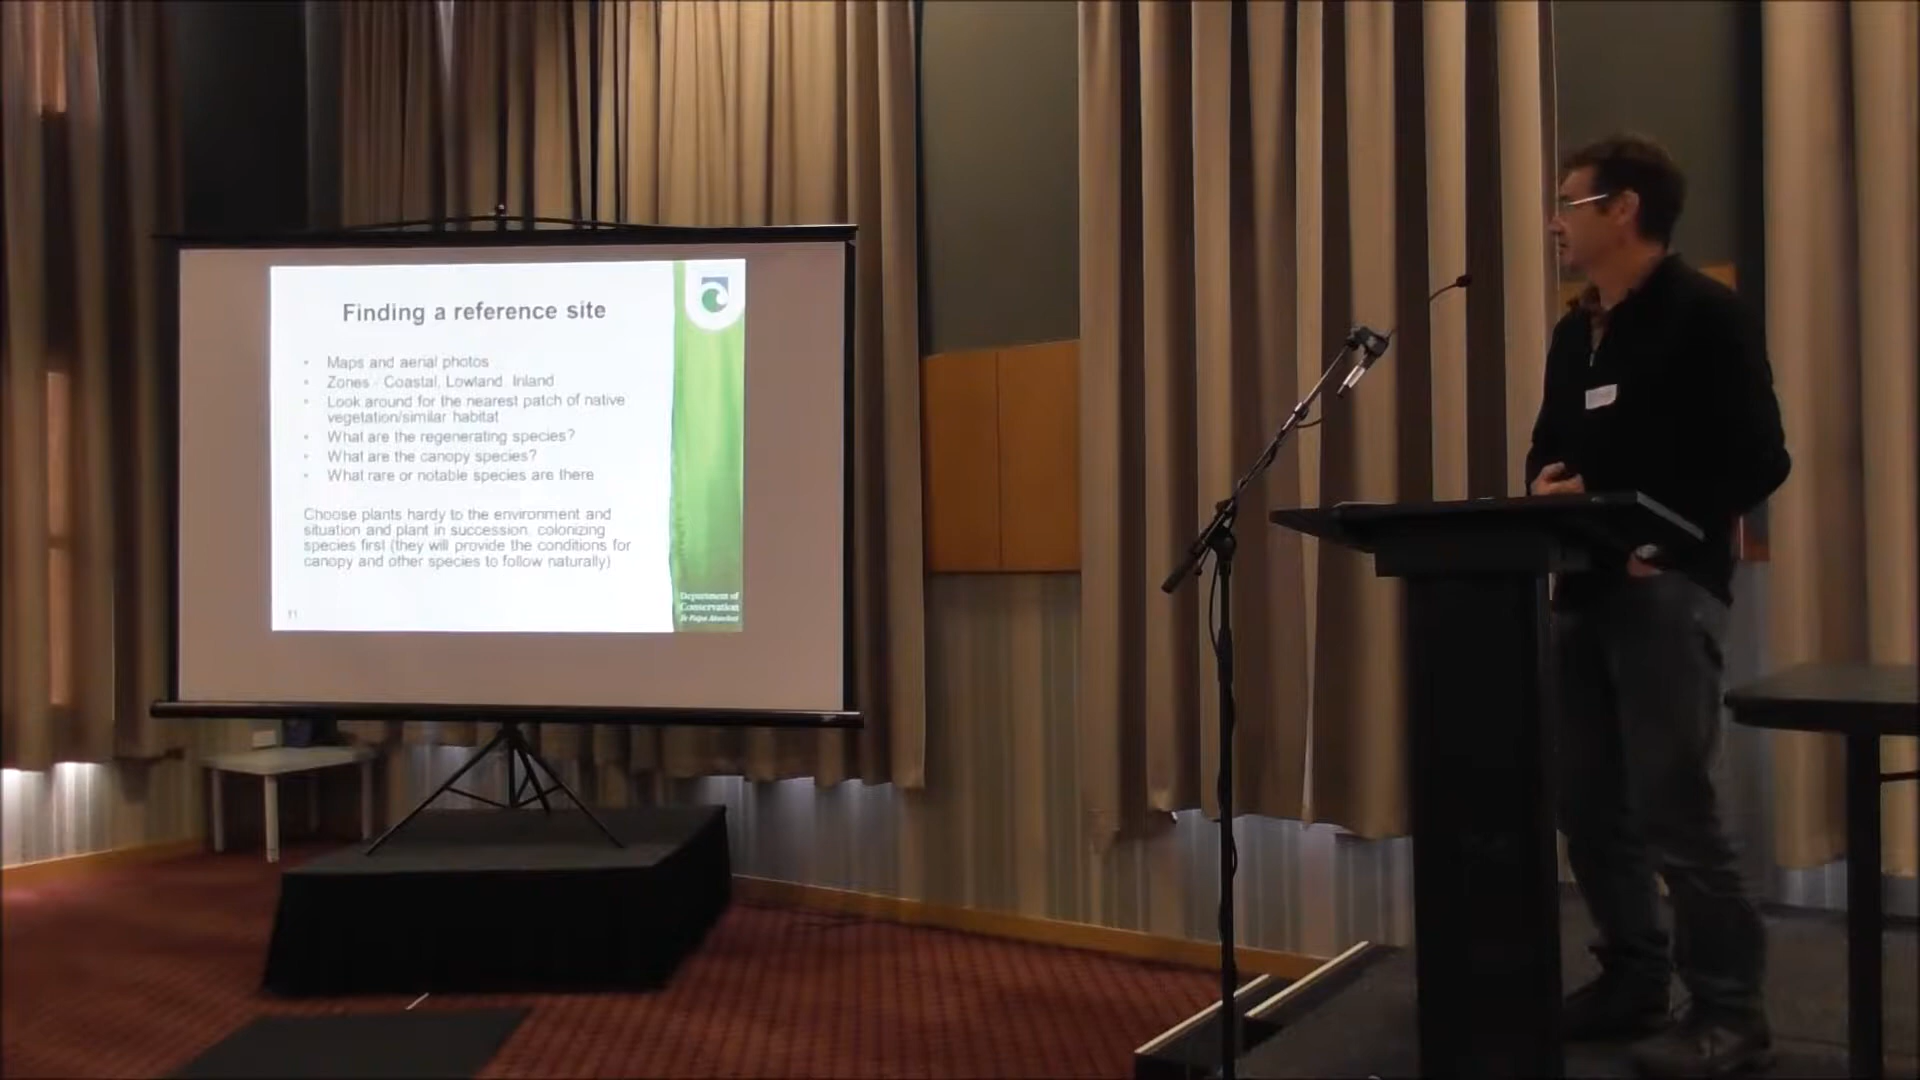 Finding a reference site
• Maps and aerial photos
• Zones - Coastal, Lowland, Inland
• Look around for the nearest patch of native
vegetation/similar habitat
• What are the regenerating species?
• What are the canopy species?
• What rare or notable species are there
Choose plants hardy to the environment and
situation and plant in succession, colonizing
species first (they will provide the conditions for
canopy and other species to follow naturally)
11
Department of
Conservation
Te Papa Atawhai